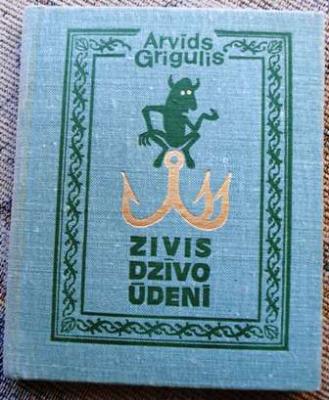 Arvīds
Grigulis
ZIVIS
DZĪVO
ŪDENĪ